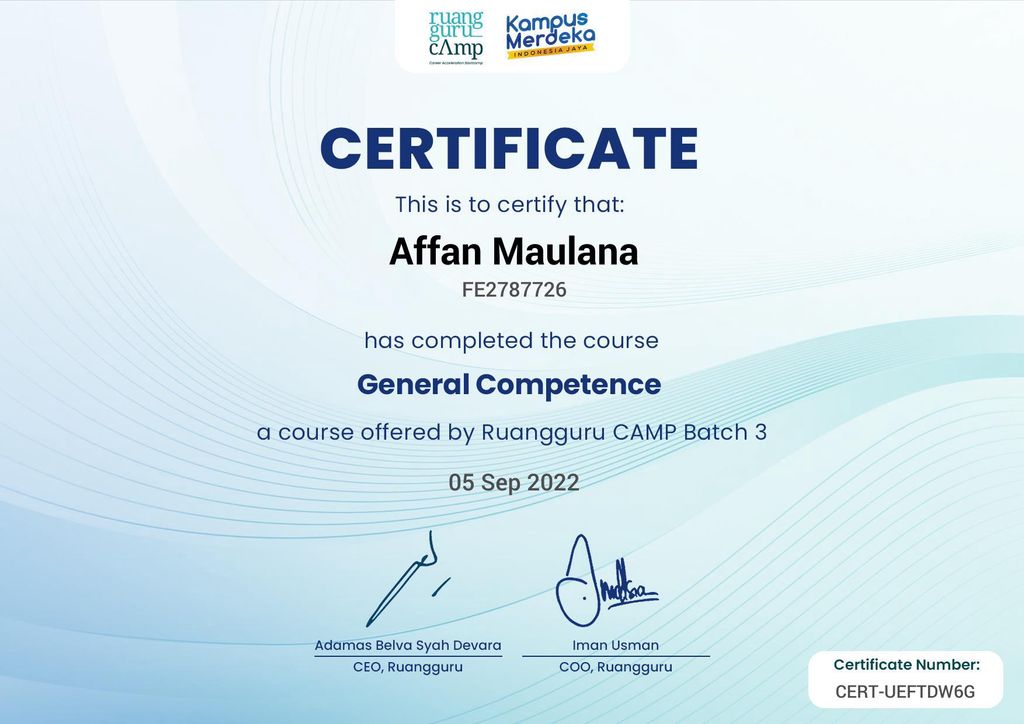 ruang
guru
cAmp
Career Acceleration Bootcamp
Kampus
Merdeka
INDONESIA JAYA
CERTIFICATE
This is to certify that:
Affan Maulana
FE2787726
has completed the course
General Competence
a course offered by Ruangguru CAMP Batch 3
05 Sep 2022
Adamas Belva Syah Devara
CEO, Ruangguru
Iman Usman
COO, Ruangguru
Certificate Number:
CERT-UEFTDW6G